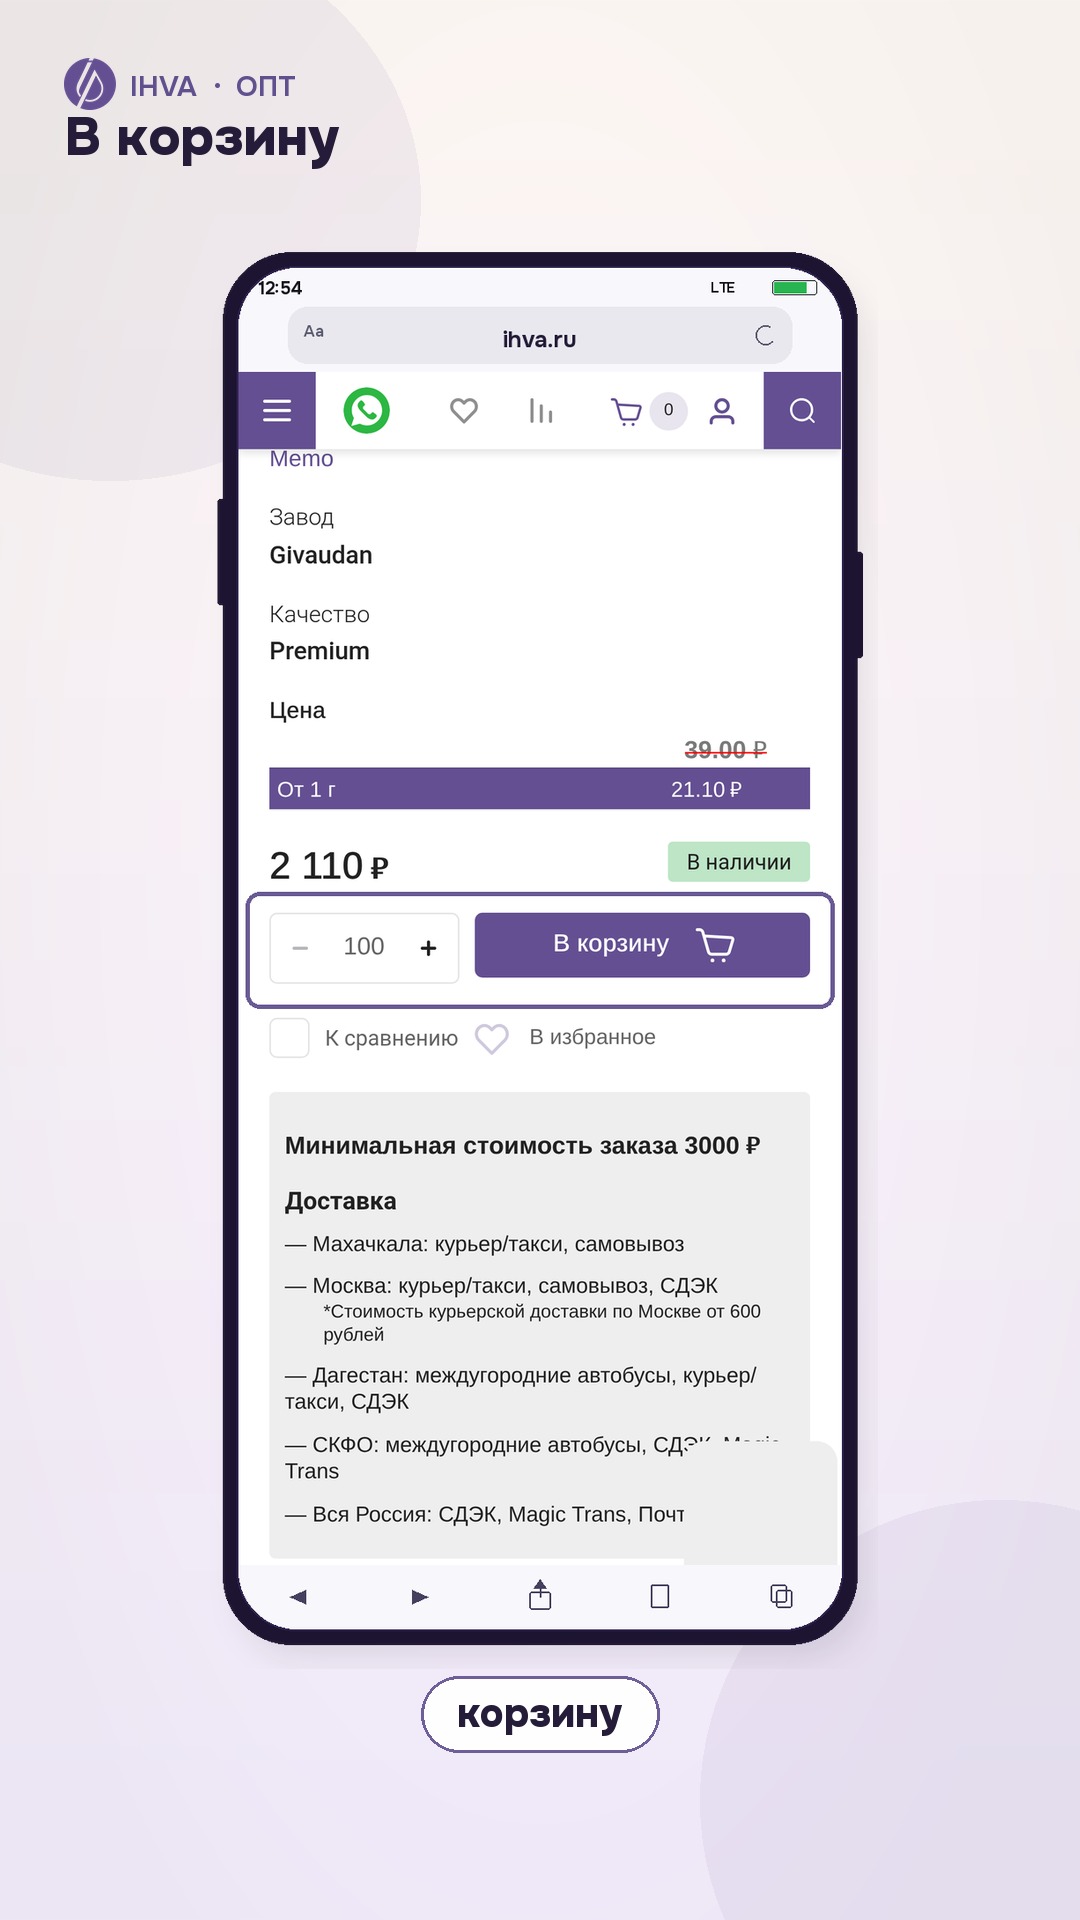 IHVA · ОПТ
В корзину
12:54
LTE
Aa
ihva.ru
0
Memo
Завод
Givaudan
Качество
Premium
Цена
39.00 ₽
От 1 г
21.10 ₽
2 110 ₽
В наличии
− 100 +
В корзину
К сравнению
В избранное
Минимальная стоимость заказа 3000 ₽
Доставка
— Махачкала: курьер/такси, самовывоз
— Москва: курьер/такси, самовывоз, СДЭК
*Стоимость курьерской доставки по Москве от 600
рублей
— Дагестан: междугородние автобусы, курьер/
такси, СДЭК
— СКФО: междугородние автобусы, СДЭК, Magic
Trans
— Вся Россия: СДЭК, Magic Trans, Почт
корзину